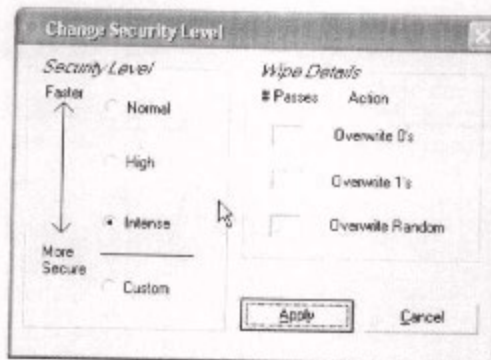 Change Security Level
Security Level
Faster
Normal
High
Intense
More
Secure
Custom
Wipe Details
# Passes Action
Overwrite 0's
Overwrite 1's
Overwrite Random
Apply
Cancel